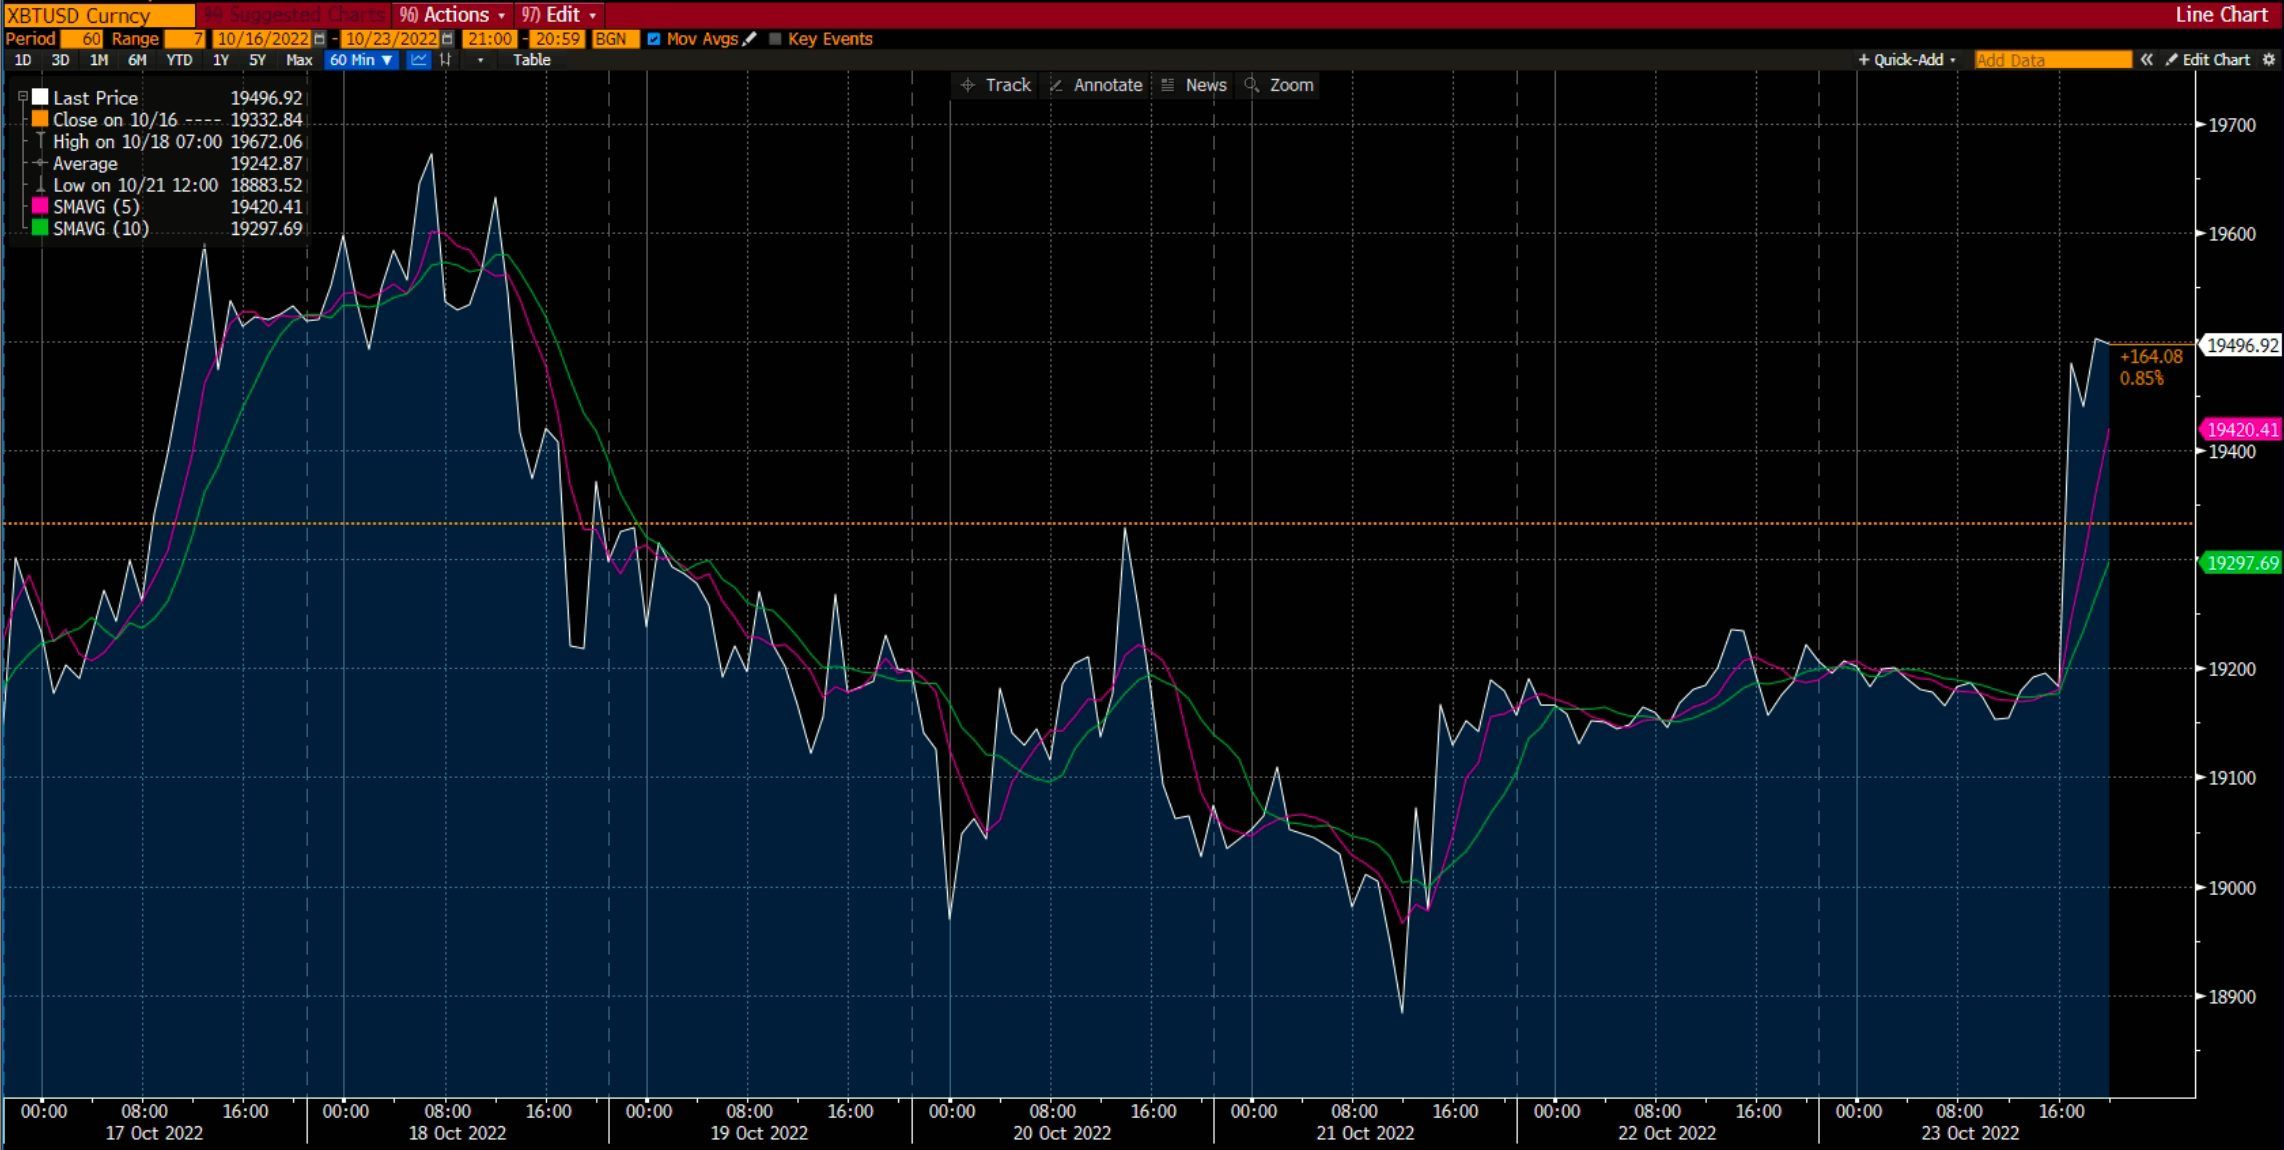 XBTUSD Curncy 99 Suggested Charts 96) Actions 97) Edit Line Chart
Period 60 Range 7 10/16/2022 - 10/23/2022 21:00 - 20:59 BGN Mov Avgs Key Events
1D 3D 1M 6M YTD 1Y 5Y Max 60 Min ▼ Table + Quick-Add Add Data « Edit Chart
Track Annotate News Zoom
Last Price 19496.92
Close on 10/16 ---- 19332.84
High on 10/18 07:00 19672.06
Average 19242.87
Low on 10/21 12:00 18883.52
SMAVG (5) 19420.41
SMAVG (10) 19297.69
19700
19600
19496.92
+164.08
0.85%
19420.41
19400
19297.69
19200
19100
19000
18900
00:00 08:00 16:00 00:00 08:00 16:00 00:00 08:00 16:00 00:00 08:00 16:00 00:00 08:00 16:00 00:00 08:00 16:00 00:00 08:00 16:00
17 Oct 2022 18 Oct 2022 19 Oct 2022 20 Oct 2022 21 Oct 2022 22 Oct 2022 23 Oct 2022